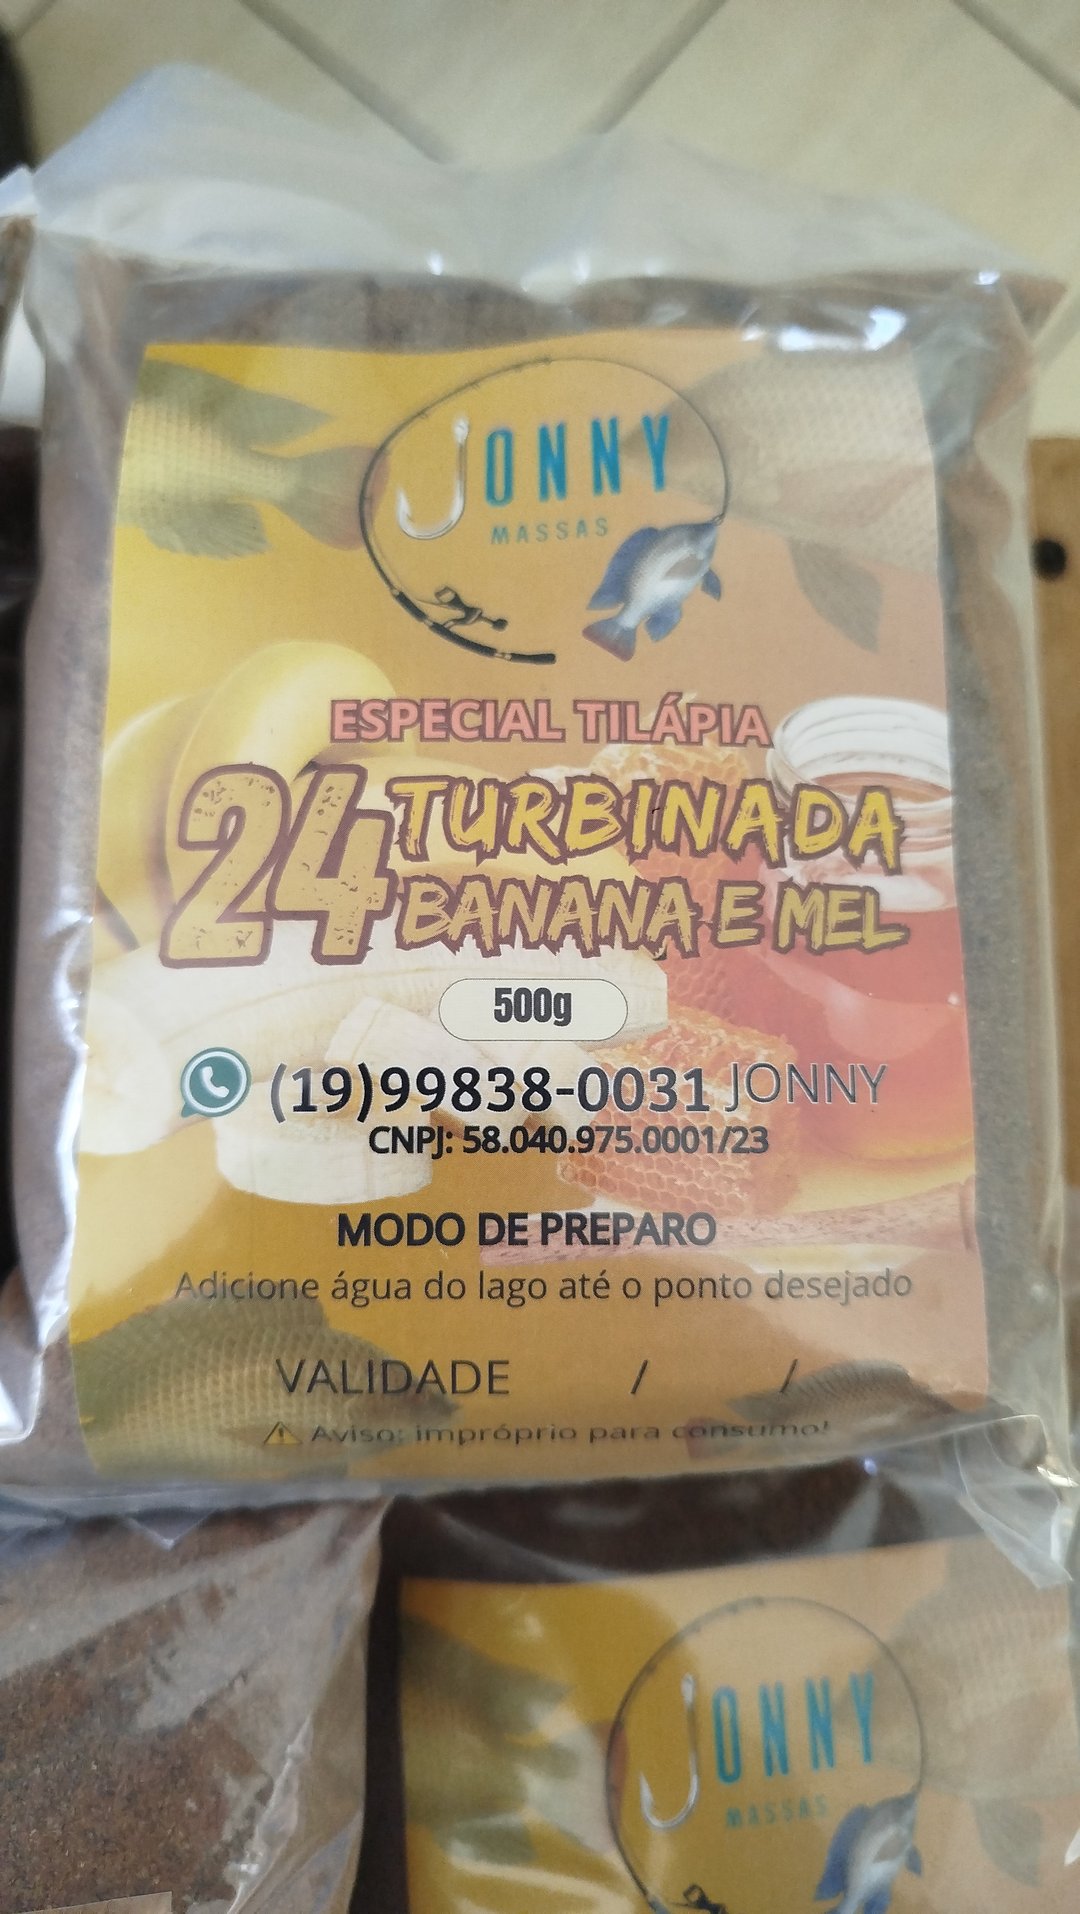 JONNY
MASSAS
ESPECIAL TILÁPIA
24 TURBINADA
BANANA E MEL
500g
(19)99838-0031 JONNY
CNPJ: 58.040.975.0001/23
MODO DE PREPARO
Adicione água do lago até o ponto desejado
VALIDADE / /
Aviso: impróprio para consumo!
JONNY
MASSAS